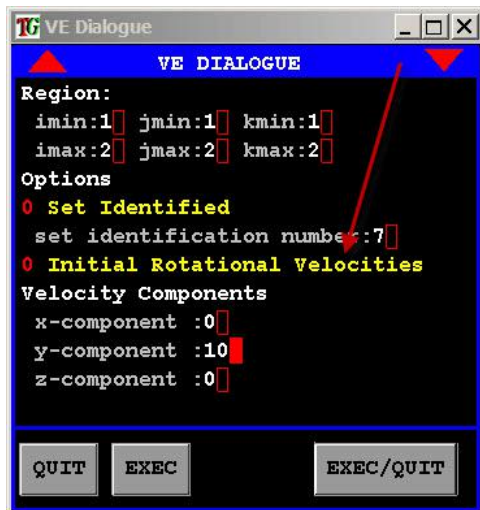 TG VE Dialogue
VE DIALOGUE
Region:
imin:1 jmin:1 kmin:1
imax:2 jmax:2 kmax:2
Options
0 Set Identified
set identification number:7
0 Initial Rotational Velocities
Velocity Components
x-component :0
y-component :10
z-component :0
QUIT EXEC EXEC/QUIT